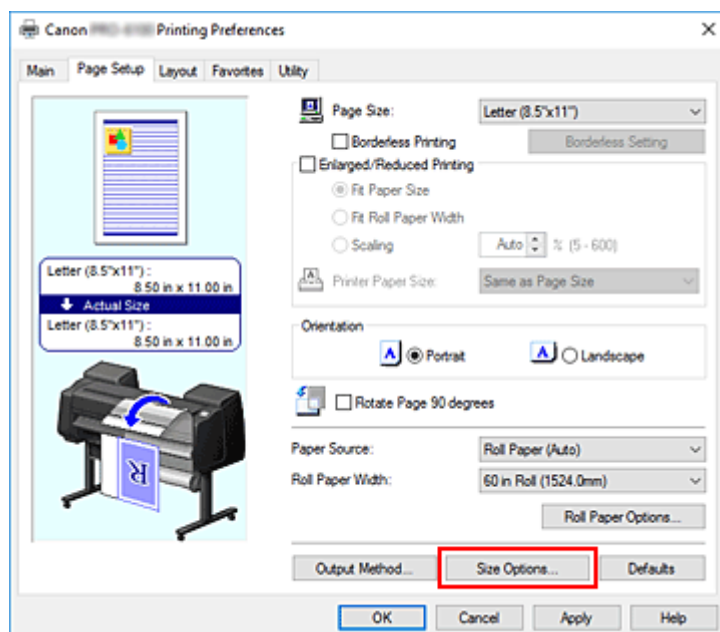 Canon Printing Preferences
Main Page Setup Layout Favorites Utility
Page Size: Letter (8.5"x11")
Borderless Printing Borderless Setting
Enlarged/Reduced Printing
Fit Paper Size
Fit Roll Paper Width
Scaling Auto % (5 - 600)
Printer Paper Size: Same as Page Size
Letter (8.5"x11") :
8.50 in x 11.00 in
Actual Size
Letter (8.5"x11") :
8.50 in x 11.00 in
Orientation
A Portrait A Landscape
Rotate Page 90 degrees
R
Paper Source: Roll Paper (Auto)
Roll Paper Width: 60 in Roll (1524.0mm)
Roll Paper Options...
Output Method... Size Options... Defaults
OK Cancel Apply Help